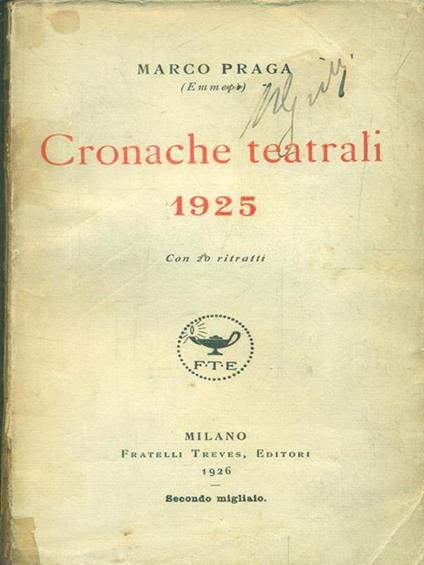 MARCO PRAGA
(Emmepi)
Cronache teatrali
1925
Con 20 ritratti
F·T·E
MILANO
FRATELLI TREVES, EDITORI
1926
—
Secondo migliaio.